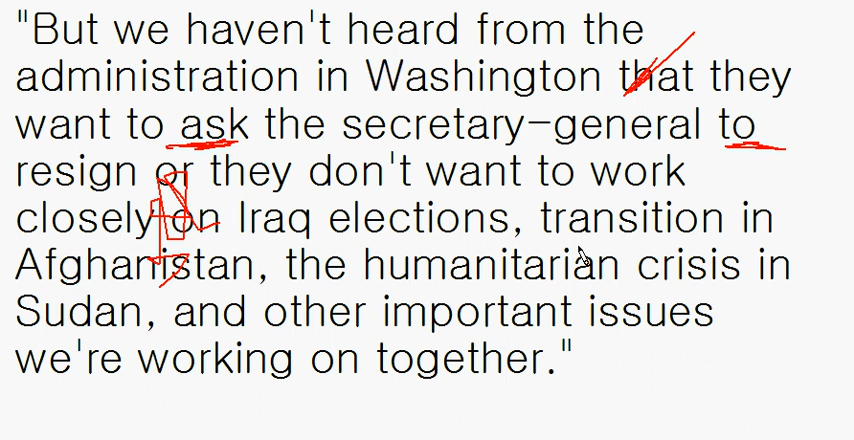 "But we haven't heard from the
administration in Washington that they
want to ask the secretary-general to
resign or they don't want to work
closely on Iraq elections, transition in
Afghanistan, the humanitarian crisis in
Sudan, and other important issues
we're working on together."